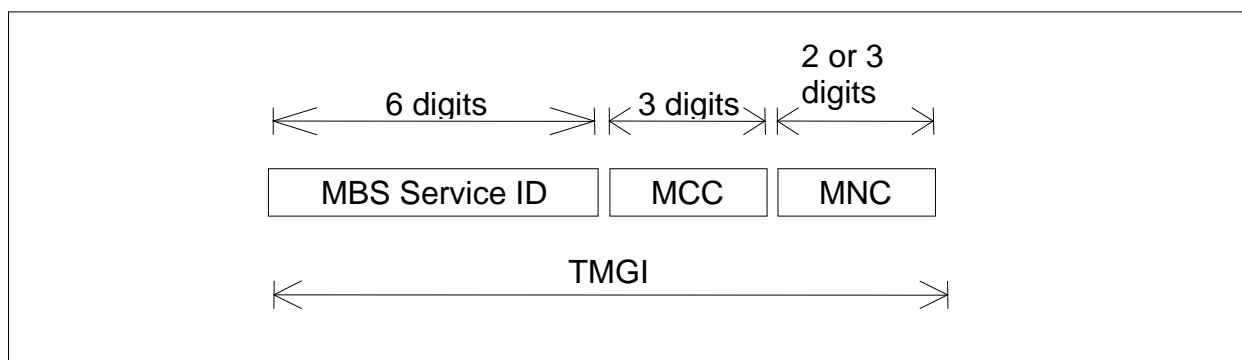 2 or 3
digits
6 digits
3 digits
MBS Service ID
MCC
MNC
TMGI